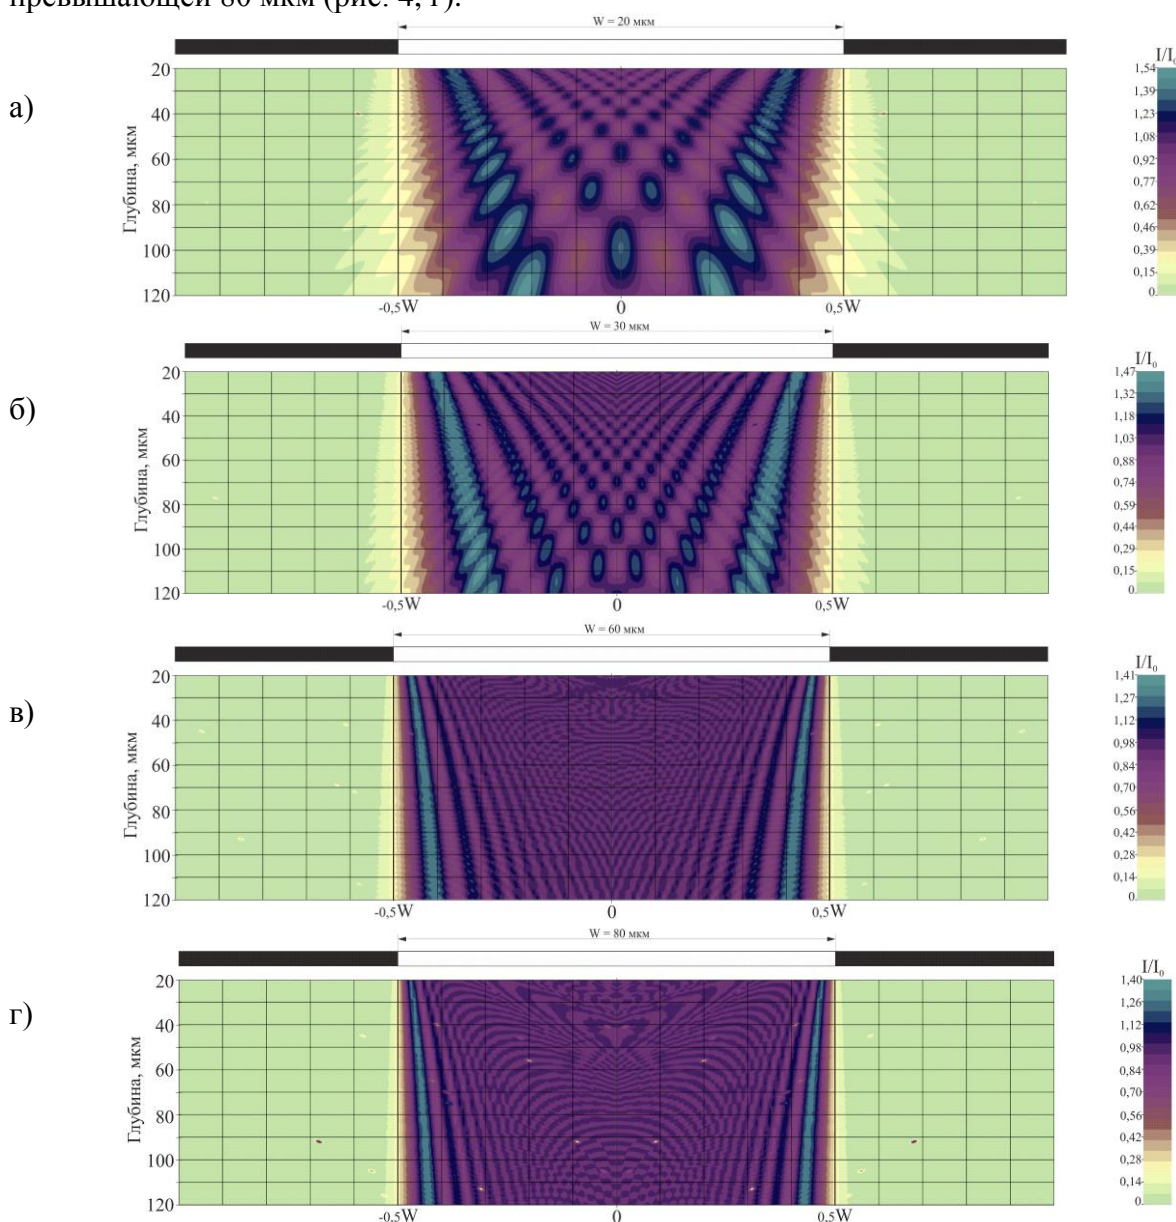 превышающей 80 мкм (рис. 4, г).
а)
W = 20 мкм
Глубина, мкм
20
40
60
80
100
120
-0,5W
0
0,5W
I/I0
1,54
1,39
1,23
1,08
0,92
0,77
0,62
0,46
0,39
0,15
0
б)
W = 30 мкм
Глубина, мкм
20
40
60
80
100
120
-0,5W
0
0,5W
I/I0
1,47
1,32
1,18
1,03
0,88
0,74
0,59
0,44
0,29
0,15
0
в)
W = 60 мкм
Глубина, мкм
20
40
60
80
100
120
-0,5W
0
0,5W
I/I0
1,41
1,27
1,12
0,98
0,84
0,70
0,56
0,42
0,28
0,14
0
г)
W = 80 мкм
Глубина, мкм
20
40
60
80
100
120
-0,5W
0
0,5W
I/I0
1,40
1,26
1,12
0,98
0,84
0,70
0,56
0,42
0,28
0,14
0